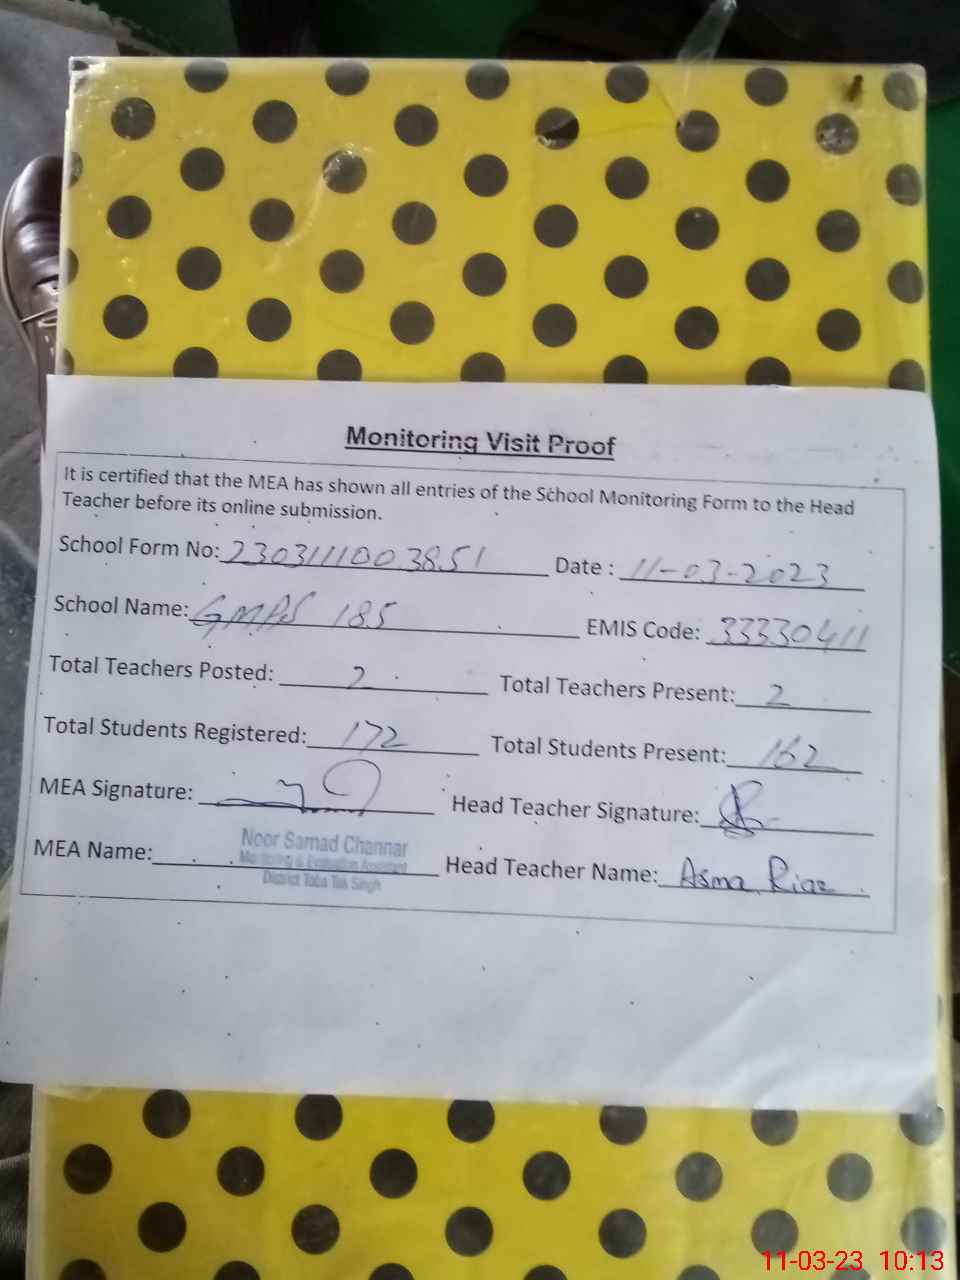 Monitoring Visit Proof
It is certified that the MEA has shown all entries of the School Monitoring Form to the Head
Teacher before its online submission.
School Form No: 2303111003851 Date : 11-03-2023
School Name: GMPS 185 EMIS Code: 33330411
Total Teachers Posted: 2 Total Teachers Present: 2
Total Students Registered: 172 Total Students Present: 162
MEA Signature: Head Teacher Signature:
Noor Samad Channar
MEA Name: Monitoring & Evaluation Assistant Head Teacher Name: Asma Riaz
District Toba Tek Singh
11-03-23 10:13